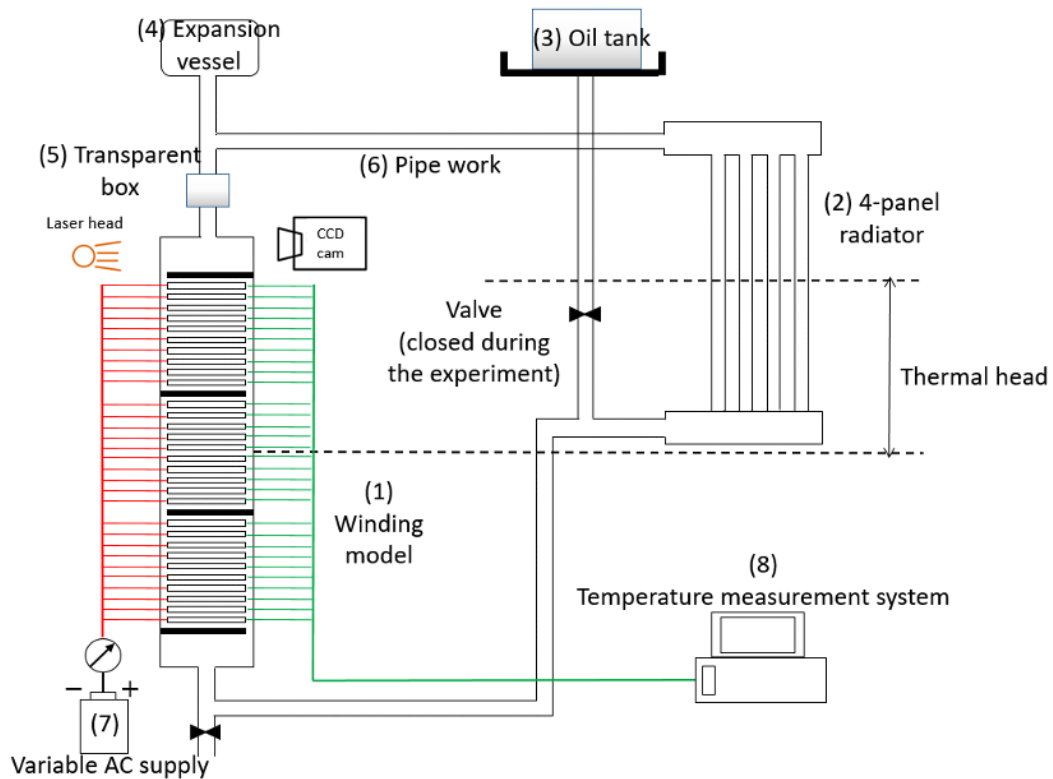 (4) Expansion
vessel
(3) Oil tank
(5) Transparent
box
(6) Pipe work
(2) 4-panel
radiator
Laser head
CCD
cam
Valve
(closed during
the experiment)
Thermal head
(1)
Winding
model
(8)
Temperature measurement system
− +
(7)
Variable AC supply